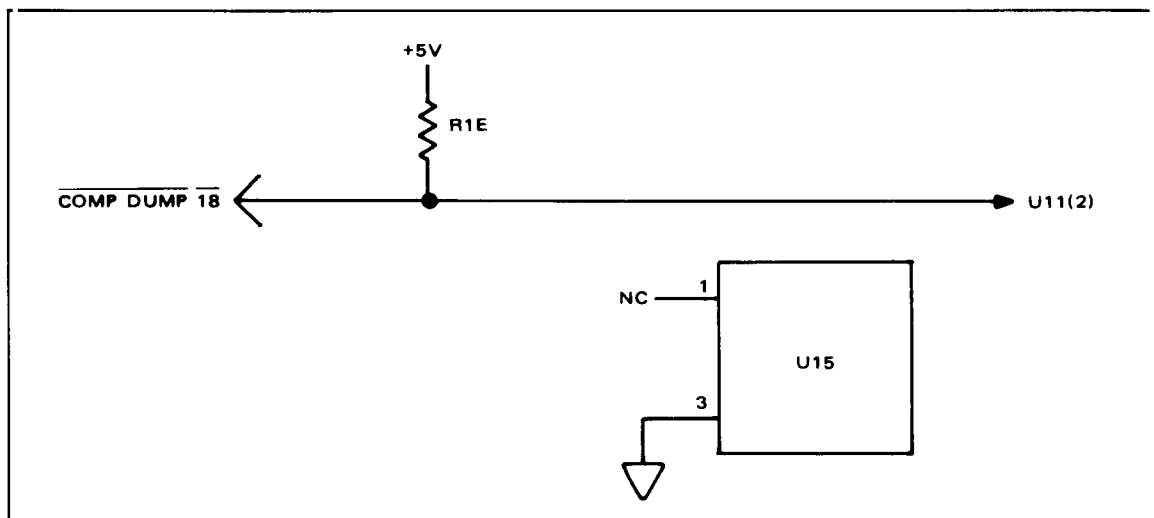 +5V
R1E
COMP DUMP 18
U11(2)
NC
1
U15
3